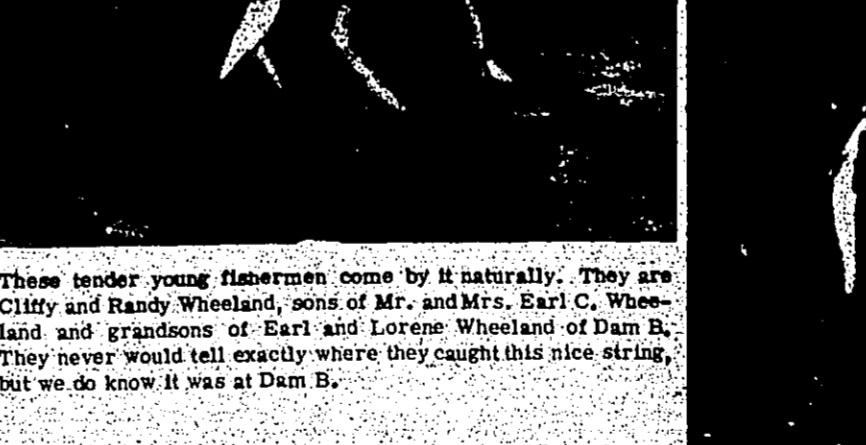 These tender young fishermen come by it naturally. They are
Cliffy and Randy Wheeland, sons of Mr. and Mrs. Earl C. Whee-
land and grandsons of Earl and Lorene Wheeland of Dam B.
They never would tell exactly where they caught this nice string,
but we do know it was at Dam B.